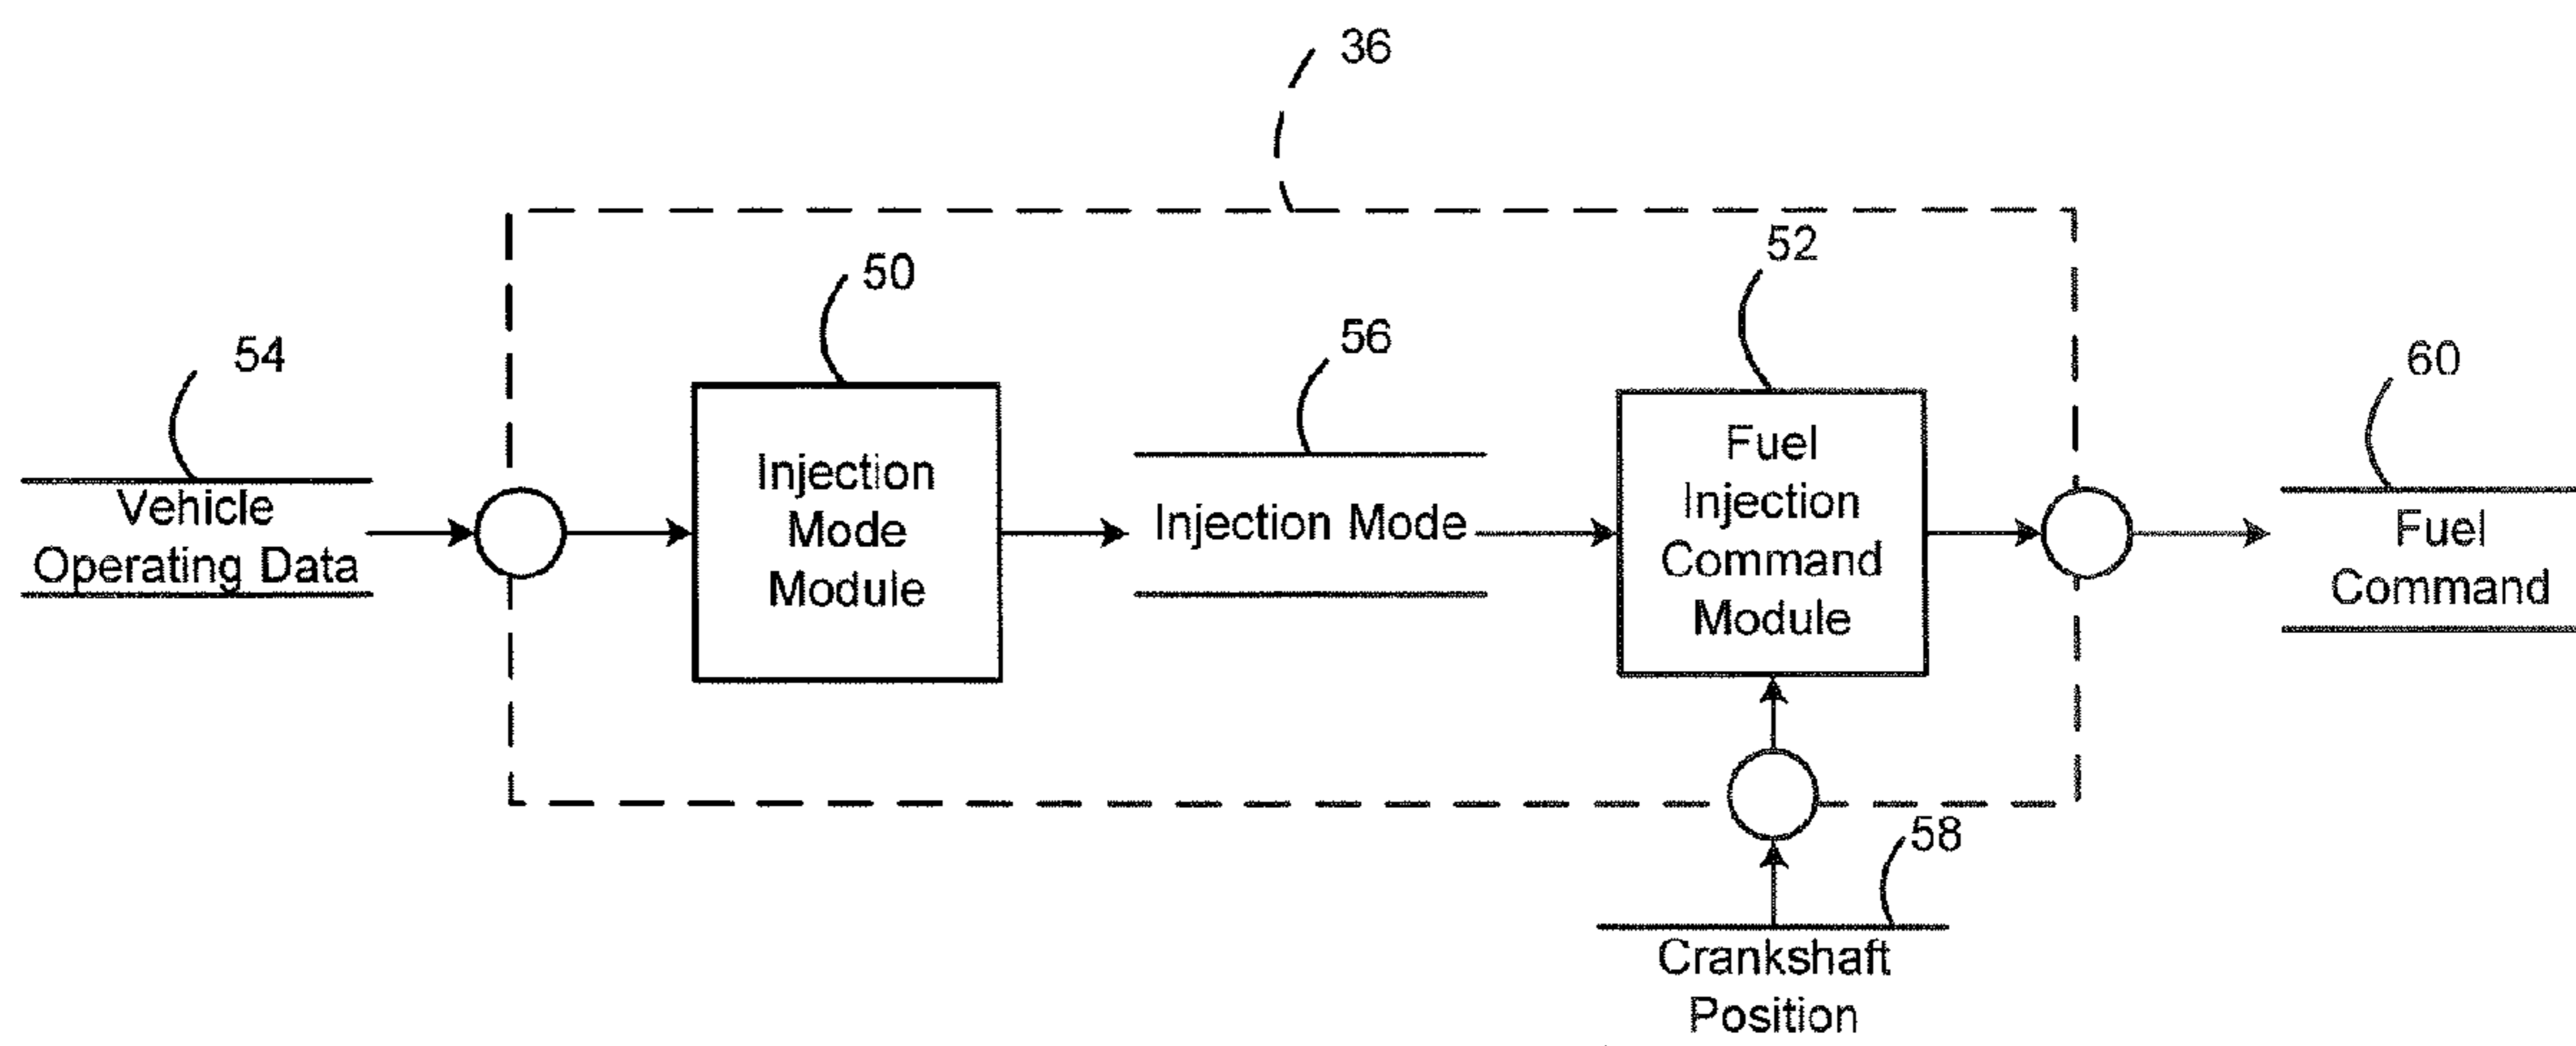 36
52
50
56
54
60
Vehicle
Operating Data
Injection
Mode
Module
Injection Mode
Fuel
Injection
Command
Module
Fuel
Command
58
Crankshaft
Position